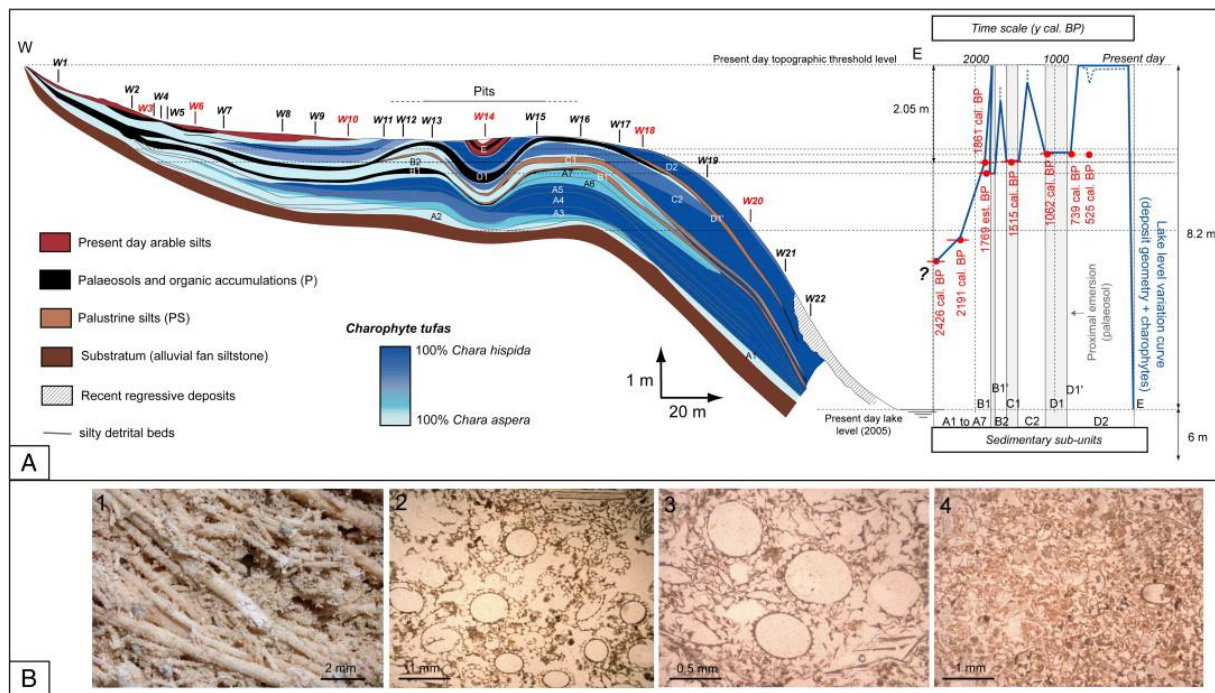 A
W
W1
W2
W3
W4
W5
W6
W7
W8
W9
W10
W11
W12
W13
W14
W15
W16
W17
W18
W19
W20
W21
W22
Pits
E
B2
B1
D1
E
C1
A7
B1'
A6
A5
A4
A3
A2
A1
D2
C2
D1'
Present day topographic threshold level
Present day arable silts
Palaeosols and organic accumulations (P)
Palustrine silts (PS)
Substratum (alluvial fan siltstone)
Recent regressive deposits
silty detrital beds
Charophyte tufas
100% Chara hispida
100% Chara aspera
1 m
20 m
Present day lake
level (2005)
Time scale (y cal. BP)
2000
1000
Present day
2.05 m
8.2 m
6 m
?
2426 cal. BP
2191 cal. BP
1861 cal. BP
1769 est. BP
1515 cal. BP
1062 cal. BP
739 cal. BP
525 cal. BP
Proximal emersion
(palaeosol)
Lake level variation curve
(deposit geometry + charophytes)
B1'
D1'
B1
C1
D1
E
A1 to A7
B2
C2
D2
Sedimentary sub-units
B
1
2 mm
2
1 mm
3
0.5 mm
4
1 mm